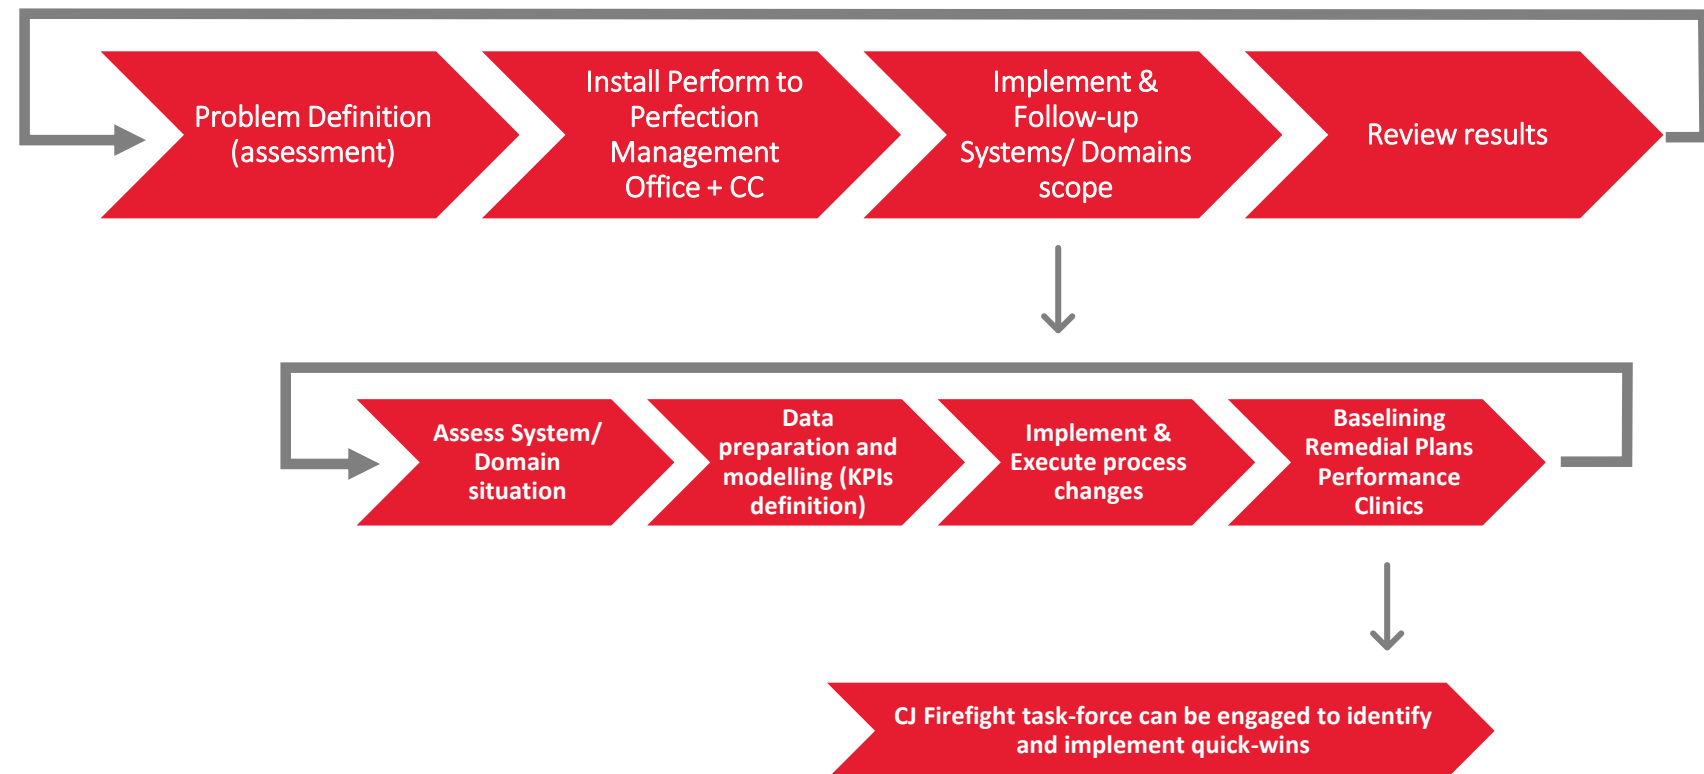 Problem Definition
(assessment)
Install Perform to
Perfection
Management
Office + CC
Implement &
Follow-up
Systems/ Domains
scope
Review results
Assess System/
Domain
situation
Data
preparation and
modelling (KPIs
definition)
Implement &
Execute process
changes
Baselining
Remedial Plans
Performance
Clinics
CJ Firefight task-force can be engaged to identify
and implement quick-wins